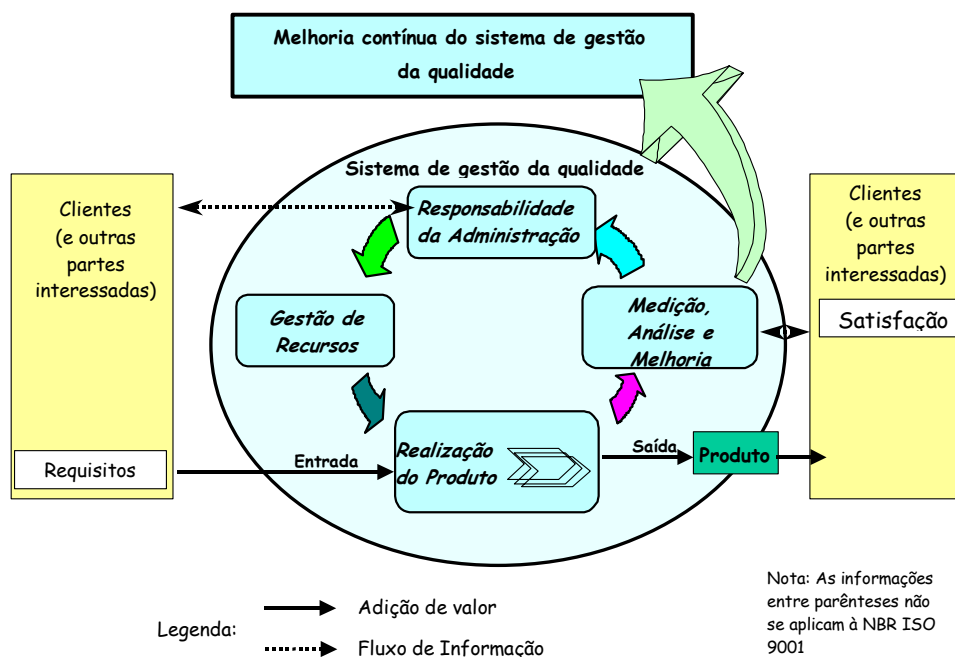 Melhoria contínua do sistema de gestão
da qualidade
Sistema de gestão da qualidade
Clientes
(e outras
partes
interessadas)
Responsabilidade
da Administração
Clientes
(e outras
partes
interessadas)
Gestão de
Recursos
Medição,
Análise e
Melhoria
Satisfação
Requisitos
Entrada
Realização
do Produto
Saída
Produto
Legenda:
Adição de valor
Fluxo de Informação
Nota: As informações
entre parênteses não
se aplicam à NBR ISO
9001